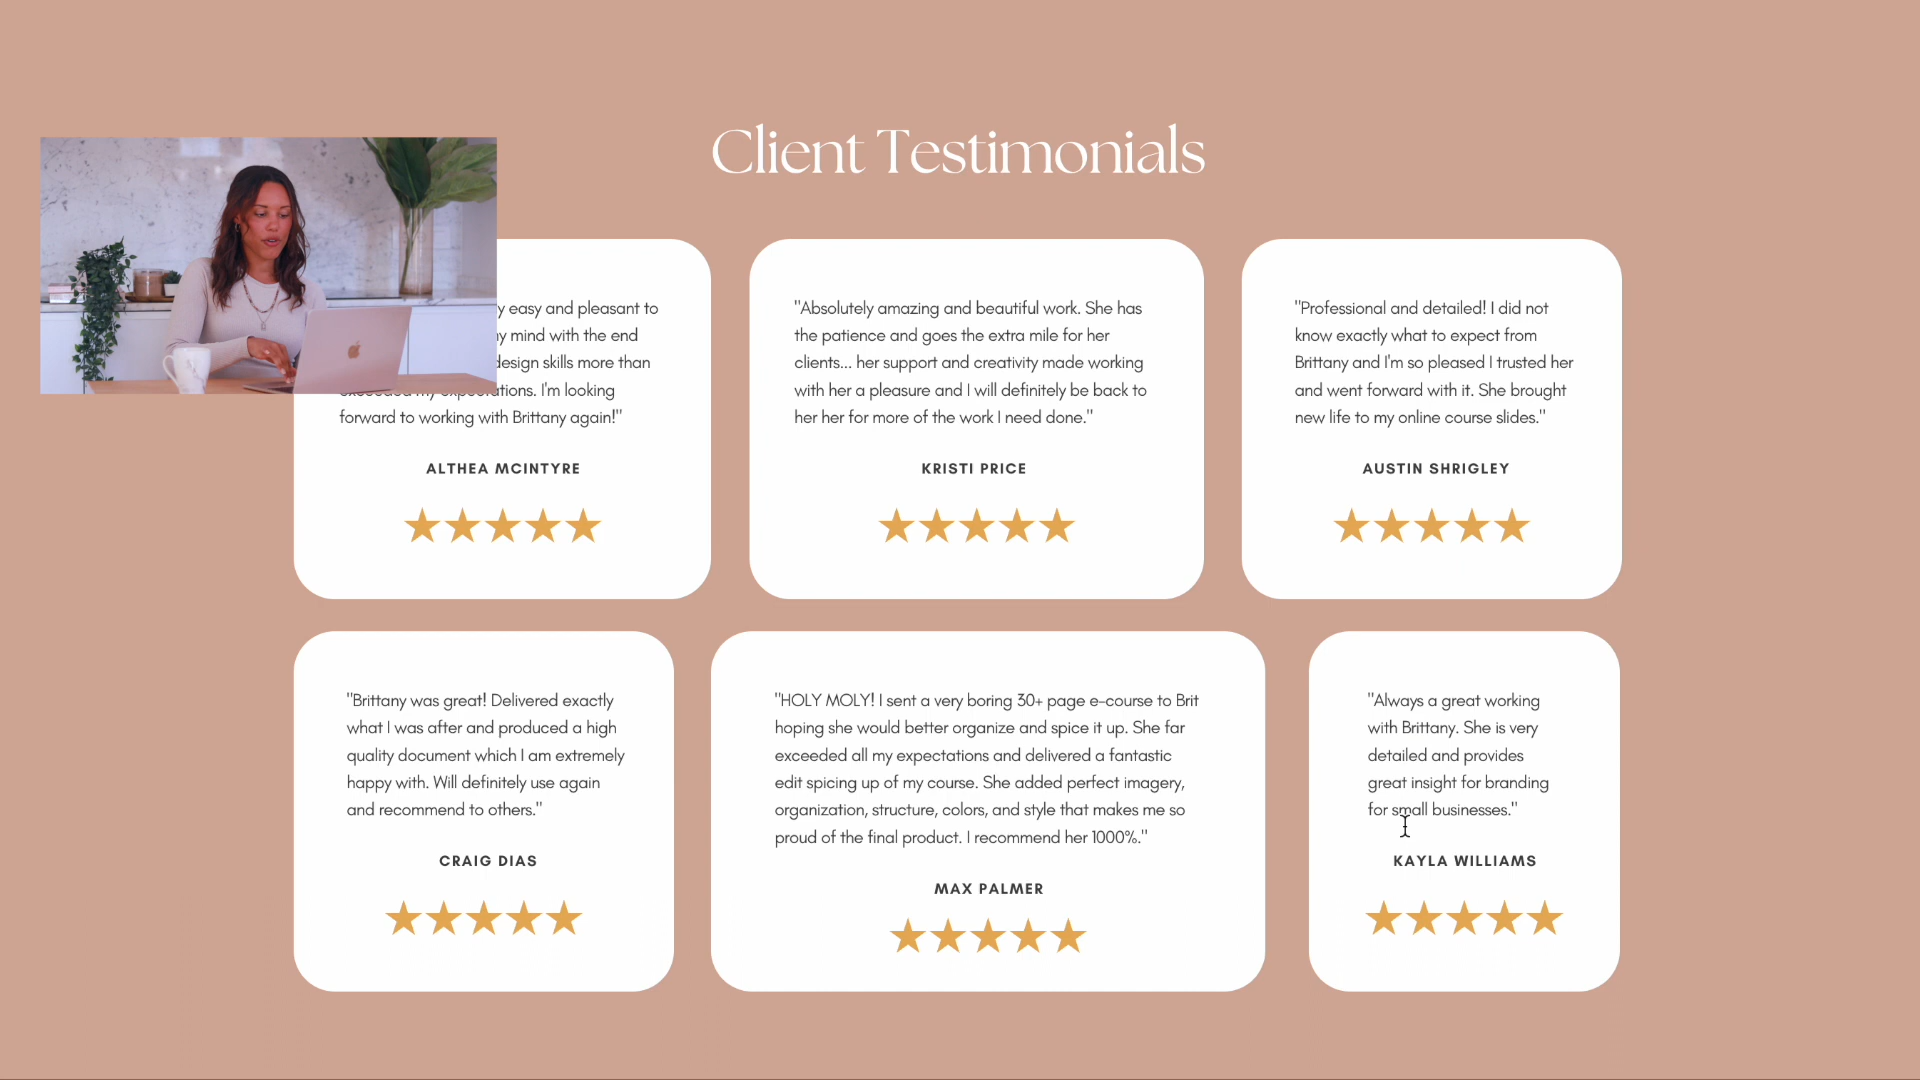 Client Testimonials
easy and pleasant to
mind with the end
design skills more than
I'm looking
forward to working with Brittany again!"
ALTHEA MCINTYRE
"Absolutely amazing and beautiful work. She has
the patience and goes the extra mile for her
clients... her support and creativity made working
with her a pleasure and I will definitely be back to
her her for more of the work I need done."
KRISTI PRICE
"Professional and detailed! I did not
know exactly what to expect from
Brittany and I'm so pleased I trusted her
and went forward with it. She brought
new life to my online course slides."
AUSTIN SHRIGLEY
"Brittany was great! Delivered exactly
what I was after and produced a high
quality document which I am extremely
happy with. Will definitely use again
and recommend to others."
CRAIG DIAS
"HOLY MOLY! I sent a very boring 30+ page e-course to Brit
hoping she would better organize and spice it up. She far
exceeded all my expectations and delivered a fantastic
edit spicing up of my course. She added perfect imagery,
organization, structure, colors, and style that makes me so
proud of the final product. I recommend her 1000%."
MAX PALMER
"Always a great working
with Brittany. She is very
detailed and provides
great insight for branding
for small businesses."
KAYLA WILLIAMS